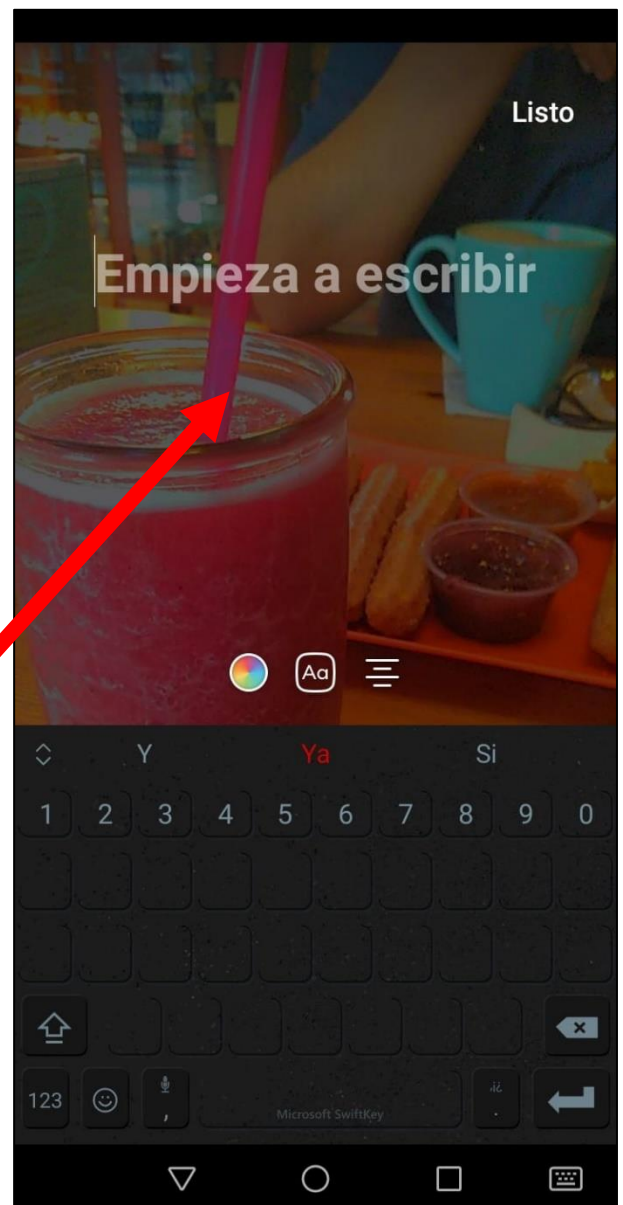 Listo
Empieza a escribir
Aa
Y Ya Si
1 2 3 4 5 6 7 8 9 0
123 , Microsoft SwiftKey .